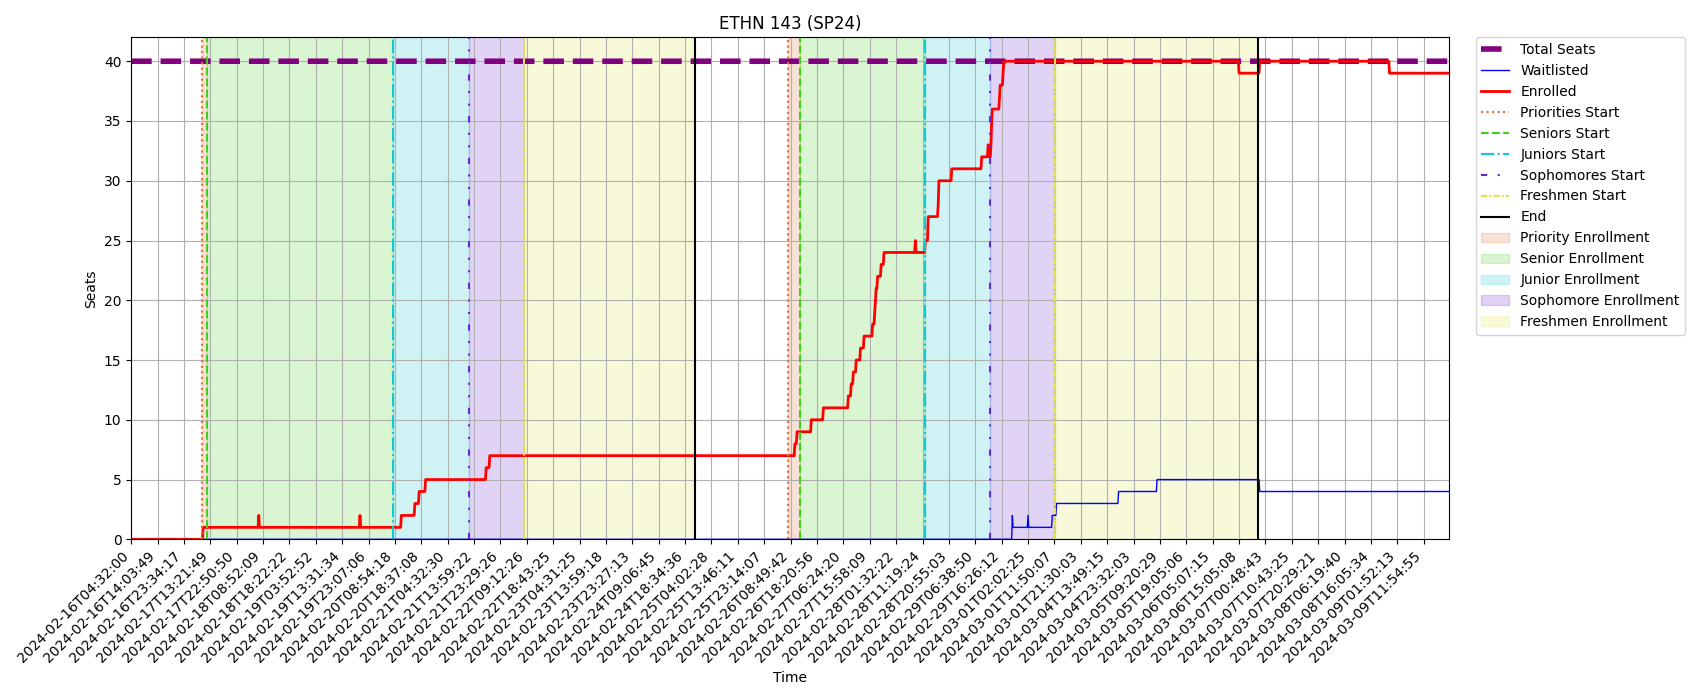 ETHN 143 (SP24)
Total Seats
Waitlisted
Enrolled
Priorities Start
Seniors Start
Juniors Start
Sophomores Start
Freshmen Start
End
Priority Enrollment
Senior Enrollment
Junior Enrollment
Sophomore Enrollment
Freshmen Enrollment
Seats
40
35
30
25
20
15
10
5
0
2024-02-16T04:32:00
2024-02-16T14:03:49
2024-02-16T23:34:17
2024-02-17T13:21:49
2024-02-17T22:50:50
2024-02-18T08:52:09
2024-02-18T18:22:22
2024-02-19T03:52:52
2024-02-19T13:31:34
2024-02-19T23:07:06
2024-02-20T08:54:18
2024-02-20T18:37:08
2024-02-21T04:32:30
2024-02-21T13:59:22
2024-02-21T23:29:26
2024-02-22T09:12:26
2024-02-22T18:43:25
2024-02-23T04:31:25
2024-02-23T13:59:18
2024-02-23T23:27:13
2024-02-24T09:06:45
2024-02-24T18:34:36
2024-02-25T04:02:28
2024-02-25T13:46:11
2024-02-25T23:14:07
2024-02-26T08:49:42
2024-02-26T18:20:56
2024-02-27T06:24:20
2024-02-27T15:58:09
2024-02-28T01:32:22
2024-02-28T11:19:24
2024-02-28T20:55:03
2024-02-29T06:38:50
2024-02-29T16:26:12
2024-03-01T02:02:25
2024-03-01T11:50:07
2024-03-01T21:30:03
2024-03-04T13:49:15
2024-03-04T23:32:03
2024-03-05T09:20:29
2024-03-05T19:05:06
2024-03-06T05:07:15
2024-03-06T15:05:08
2024-03-07T00:48:43
2024-03-07T10:43:25
2024-03-07T20:29:21
2024-03-08T06:19:40
2024-03-08T16:05:34
2024-03-09T01:52:13
2024-03-09T11:54:55
Time